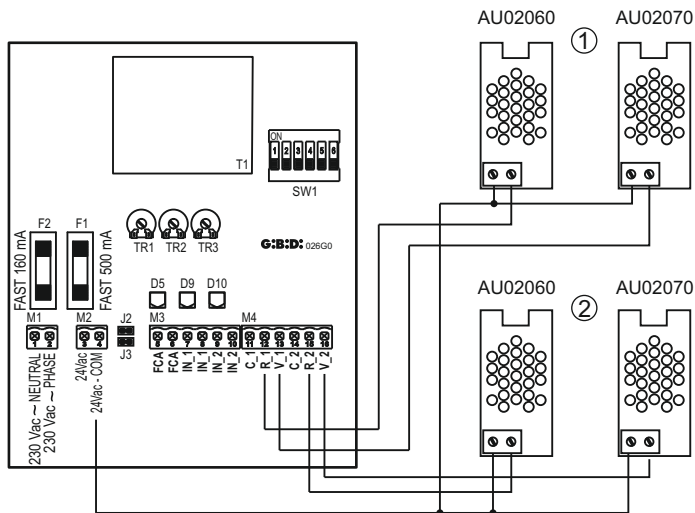 AU02060
AU02070
1
ON
1 2 3 4 5 6
T1
SW1
F2
F1
FAST 160 mA
FAST 500 mA
TR1
TR2
TR3
G:B:D: 026G0
D5
D9
D10
AU02060
AU02070
2
M1
M2
J2
J3
M3
M4
1 2
3 4
5 6 7 8 9 10
11 12 13 14 15 16
230 Vac ~ NEUTRAL
230 Vac ~ PHASE
24Vac
24Vac - COM
FCA
FCA
IN_1
IN_1
IN_2
IN_2
C_1
R_1
V_1
C_2
R_2
V_2